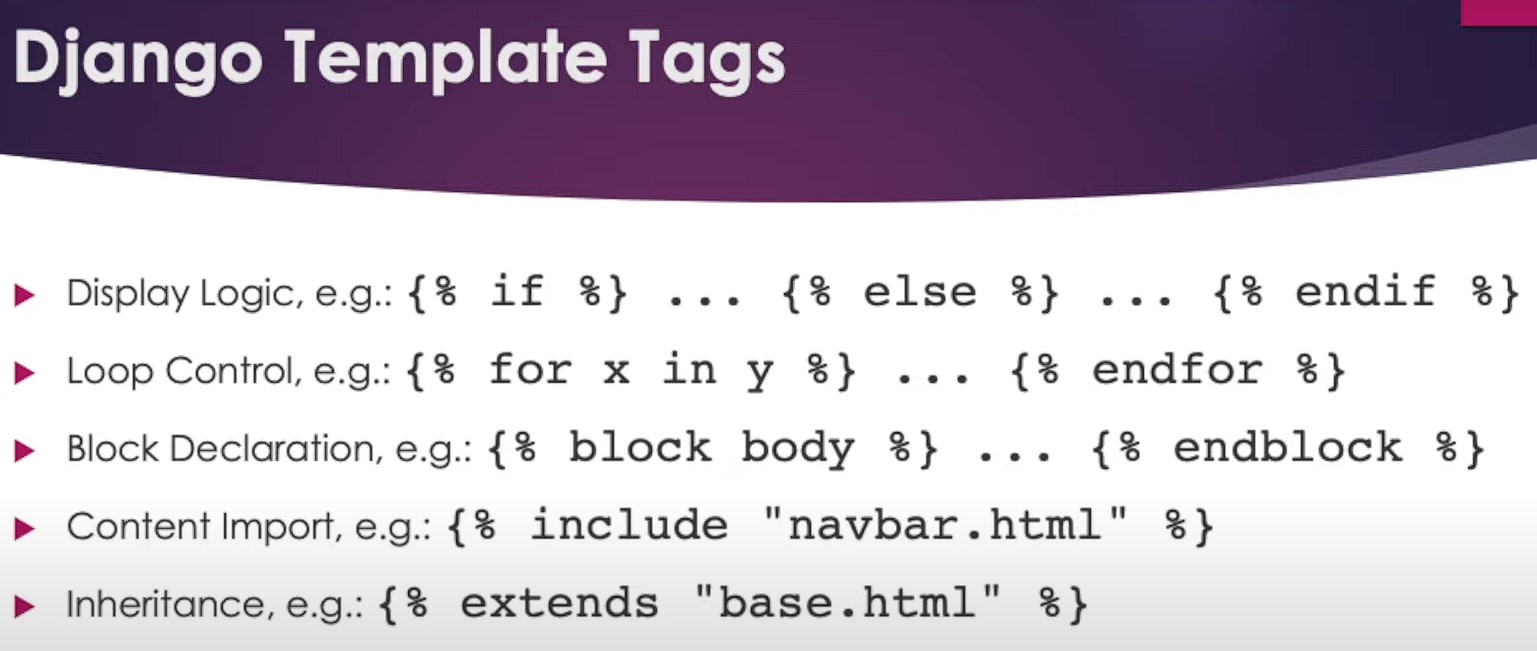 Django Template Tags
Display Logic, e.g.: {% if %} ... {% else %} ... {% endif %}
Loop Control, e.g.: {% for x in y %} ... {% endfor %}
Block Declaration, e.g.: {% block body %} ... {% endblock %}
Content Import, e.g.: {% include "navbar.html" %}
Inheritance, e.g.: {% extends "base.html" %}